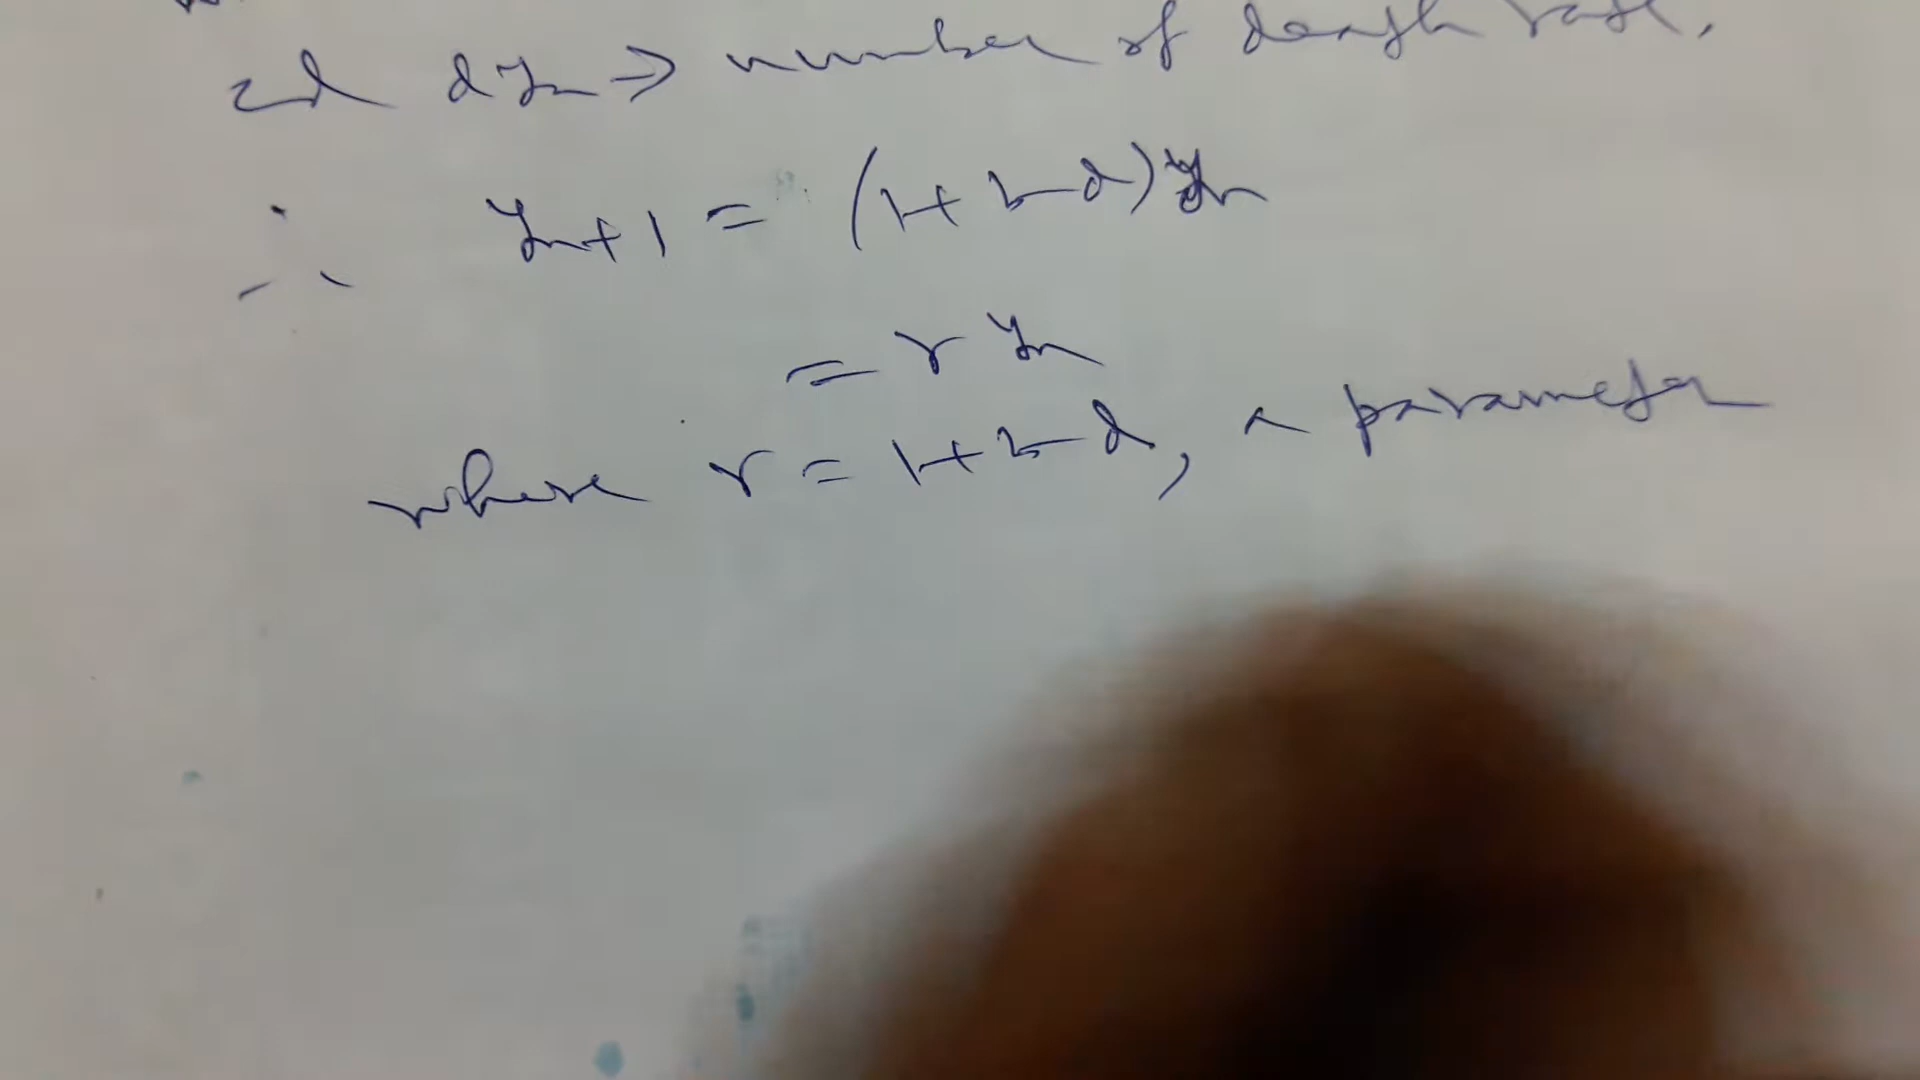 and dyₙ ⇒ number of death rate.
∴ yₙ₊₁ = (1+b-d)yₙ
= r yₙ
where r = 1+b-d, a parameter